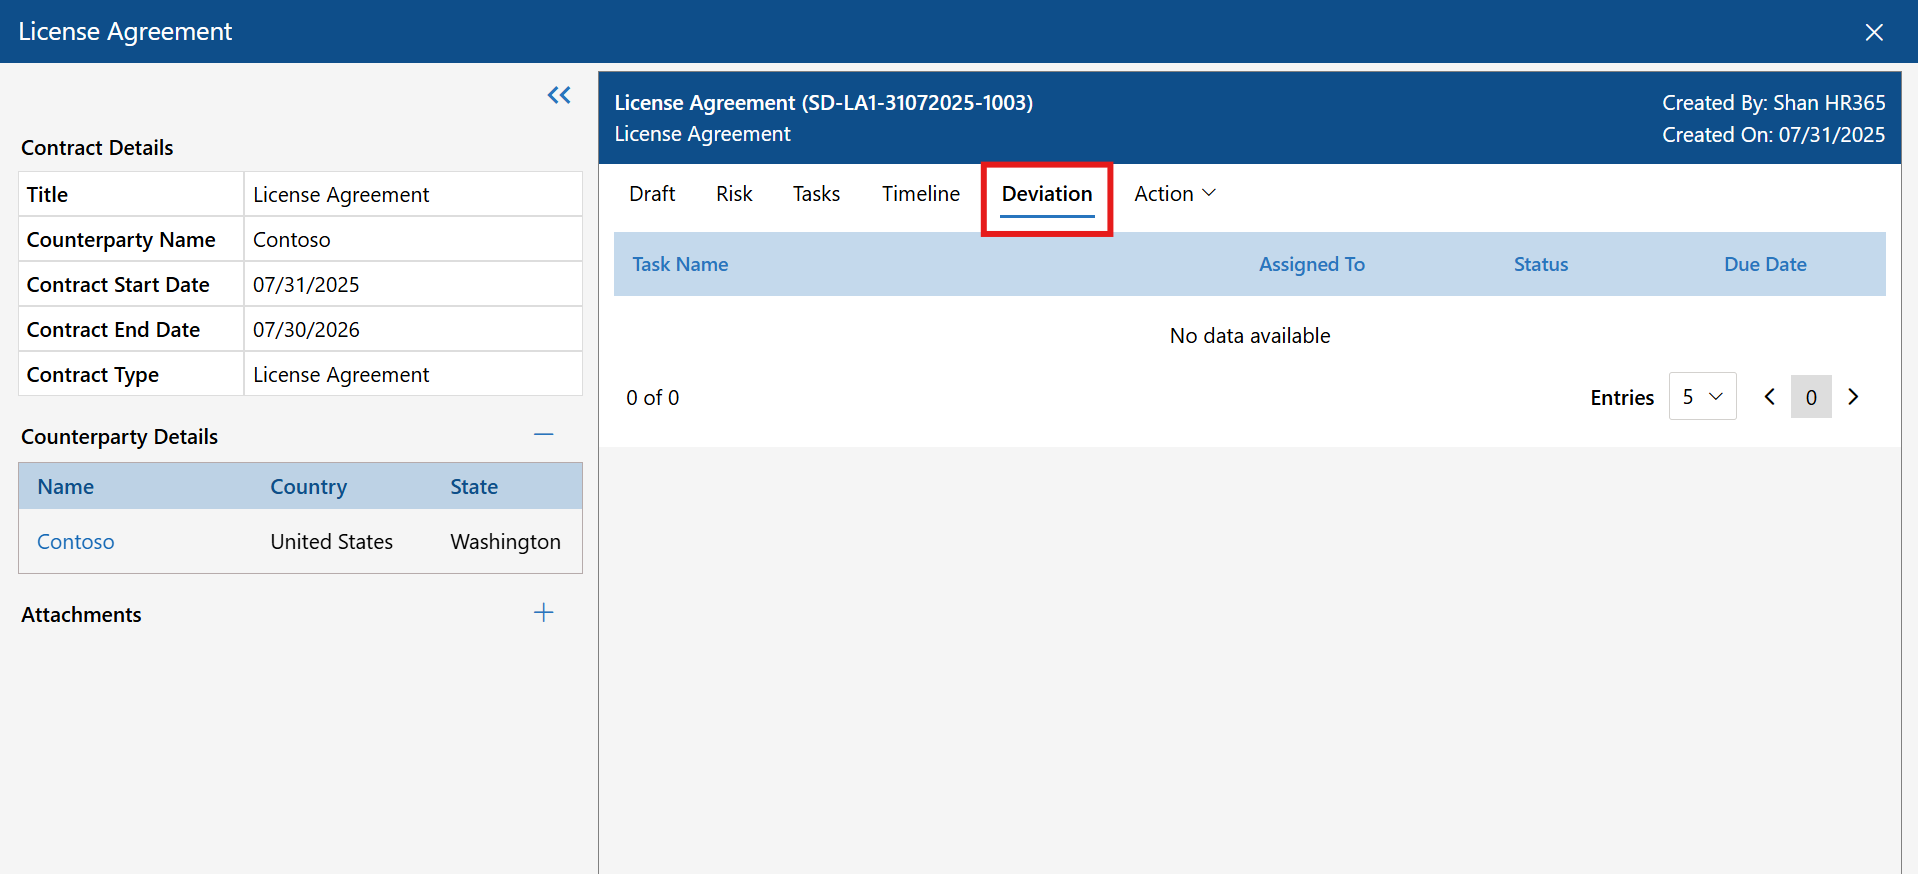 License Agreement
Contract Details
Title License Agreement
Counterparty Name Contoso
Contract Start Date 07/31/2025
Contract End Date 07/30/2026
Contract Type License Agreement
Counterparty Details
Name Country State
Contoso United States Washington
Attachments
License Agreement (SD-LA1-31072025-1003)
License Agreement
Created By: Shan HR365
Created On: 07/31/2025
Draft Risk Tasks Timeline Deviation Action
Task Name Assigned To Status Due Date
No data available
0 of 0 Entries 5 0